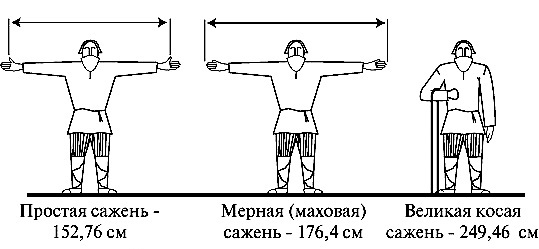 Простая сажень -
152,76 см
Мерная (маховая)
сажень - 176,4 см
Великая косая
сажень - 249,46 см